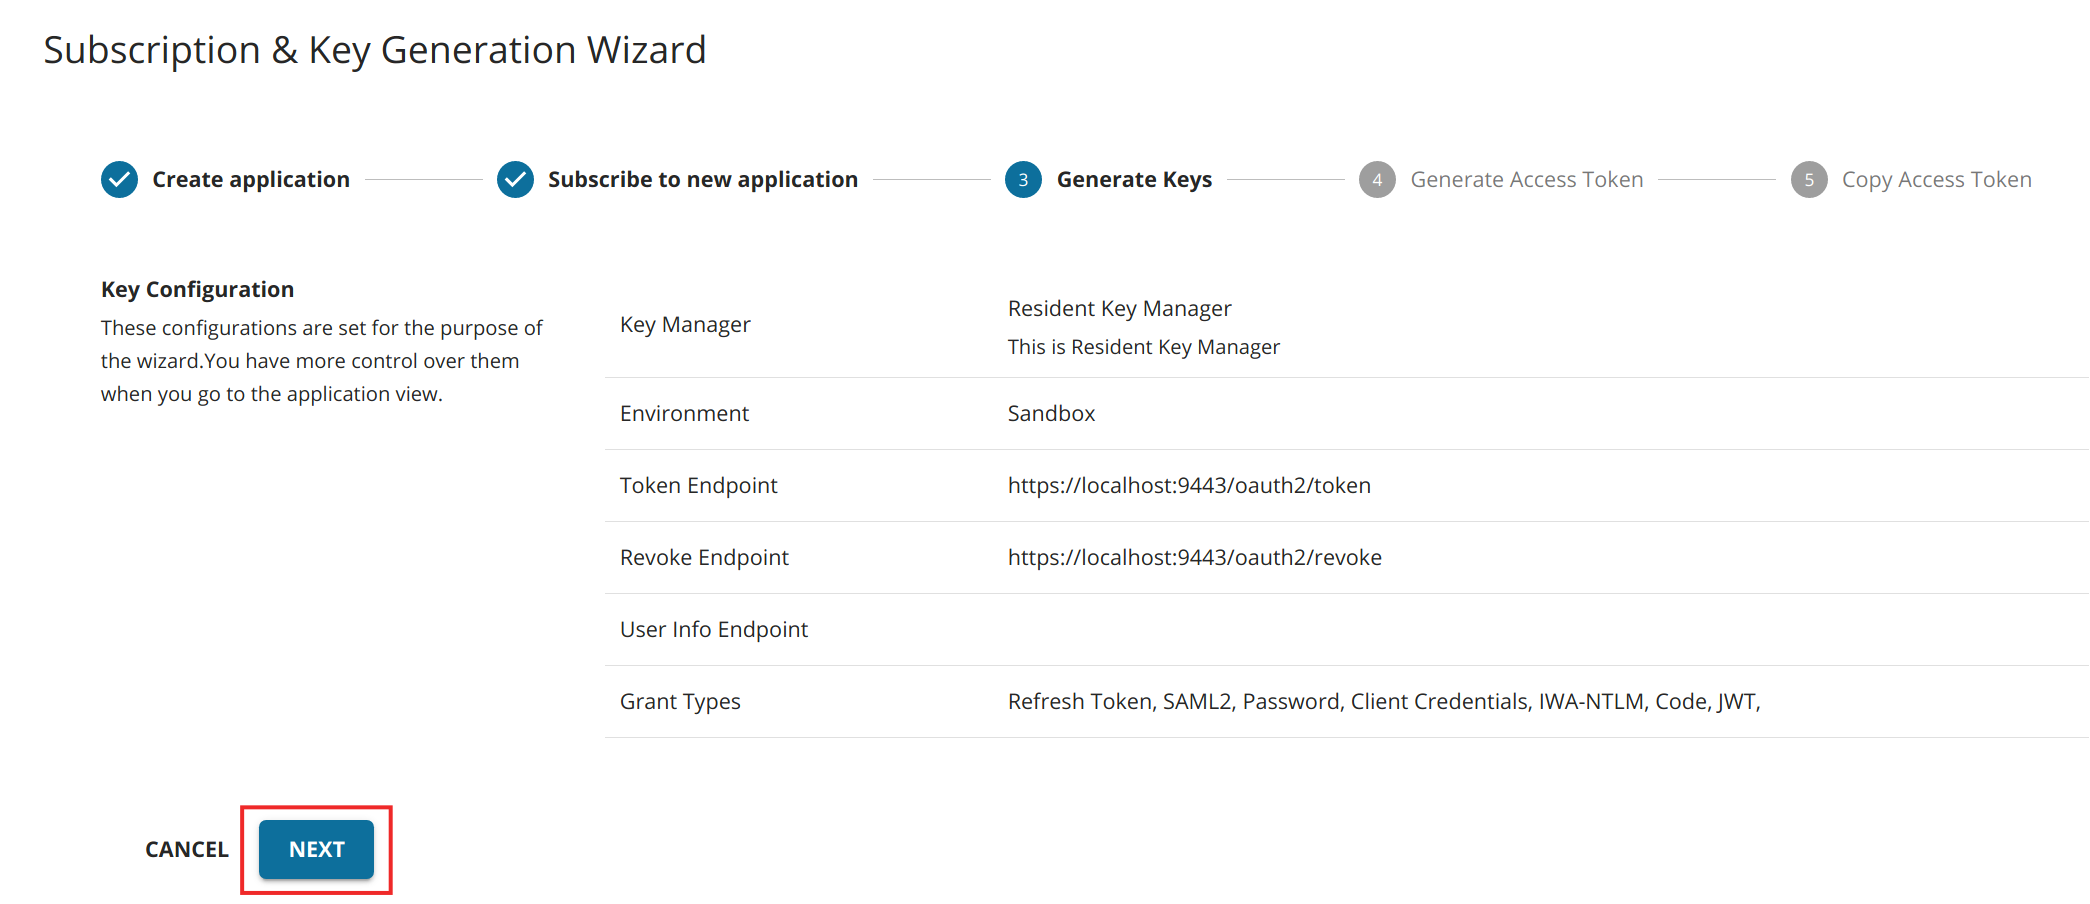 Subscription & Key Generation Wizard
Create application
Subscribe to new application
3 Generate Keys
4 Generate Access Token
5 Copy Access Token
Key Configuration
These configurations are set for the purpose of
the wizard.You have more control over them
when you go to the application view.
Key Manager
Resident Key Manager
This is Resident Key Manager
Environment Sandbox
Token Endpoint https://localhost:9443/oauth2/token
Revoke Endpoint https://localhost:9443/oauth2/revoke
User Info Endpoint
Grant Types Refresh Token, SAML2, Password, Client Credentials, IWA-NTLM, Code, JWT,
CANCEL NEXT